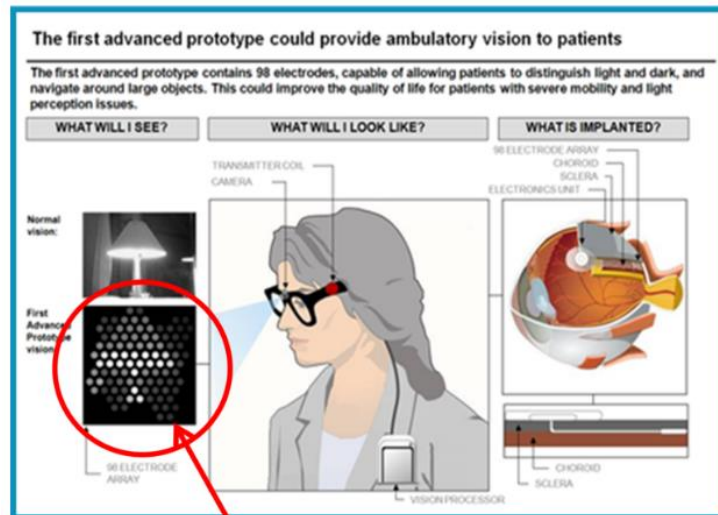 The first advanced prototype could provide ambulatory vision to patients
The first advanced prototype contains 98 electrodes, capable of allowing patients to distinguish light and dark, and
navigate around large objects. This could improve the quality of life for patients with severe mobility and light
perception issues.
WHAT WILL I SEE?
WHAT WILL I LOOK LIKE?
WHAT IS IMPLANTED?
Normal
vision:
First
Advanced
Prototype
vision:
98 ELECTRODE
ARRAY
TRANSMITTER COIL
CAMERA
VISION PROCESSOR
98 ELECTRODE ARRAY
CHOROID
SCLERA
ELECTRONICS UNIT
CHOROID
SCLERA